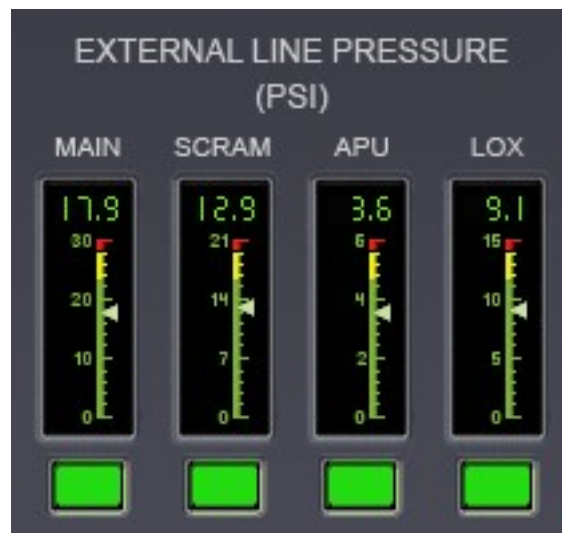 EXTERNAL LINE PRESSURE
(PSI)
MAIN SCRAM APU LOX
17.9 12.9 3.6 9.1
30 21 6 15
20 14 4 10
10 7 2 5
0 0 0 0